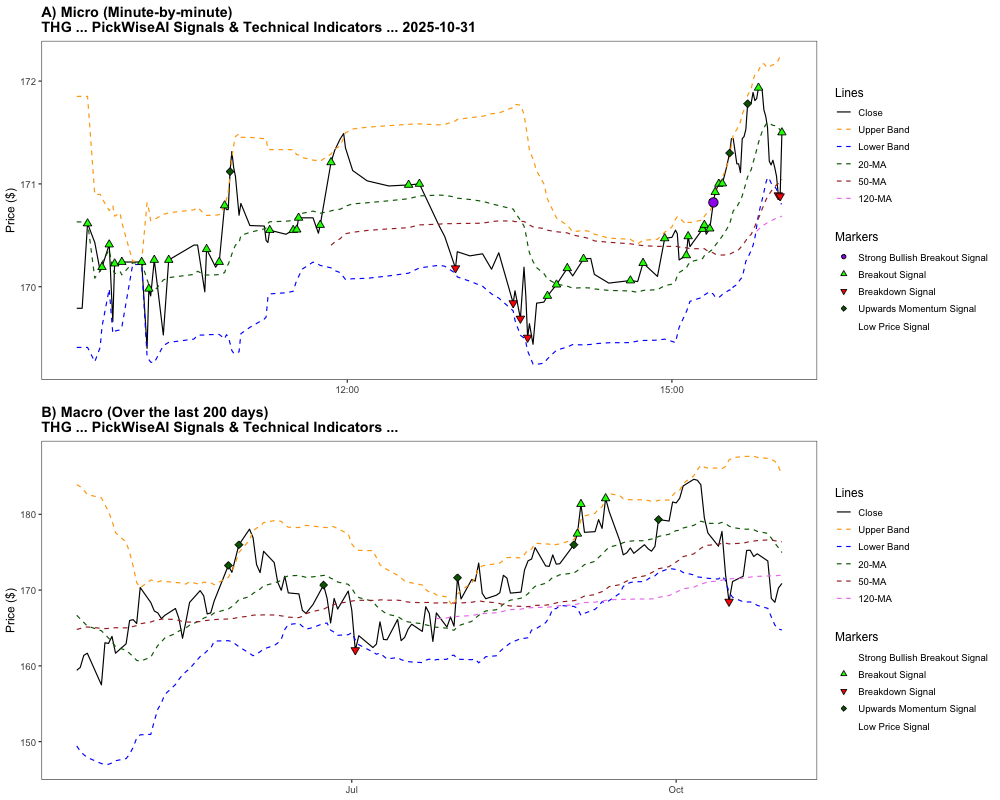 A) Micro (Minute-by-minute)
THG ... PickWiseAI Signals & Technical Indicators ... 2025-10-31
Price ($)
172
171
170
12:00
15:00
Lines
Close
Upper Band
Lower Band
20-MA
50-MA
120-MA
Markers
Strong Bullish Breakout Signal
Breakout Signal
Breakdown Signal
Upwards Momentum Signal
Low Price Signal
B) Macro (Over the last 200 days)
THG ... PickWiseAI Signals & Technical Indicators ...
Price ($)
180
170
160
150
Jul
Oct
Lines
Close
Upper Band
Lower Band
20-MA
50-MA
120-MA
Markers
Strong Bullish Breakout Signal
Breakout Signal
Breakdown Signal
Upwards Momentum Signal
Low Price Signal